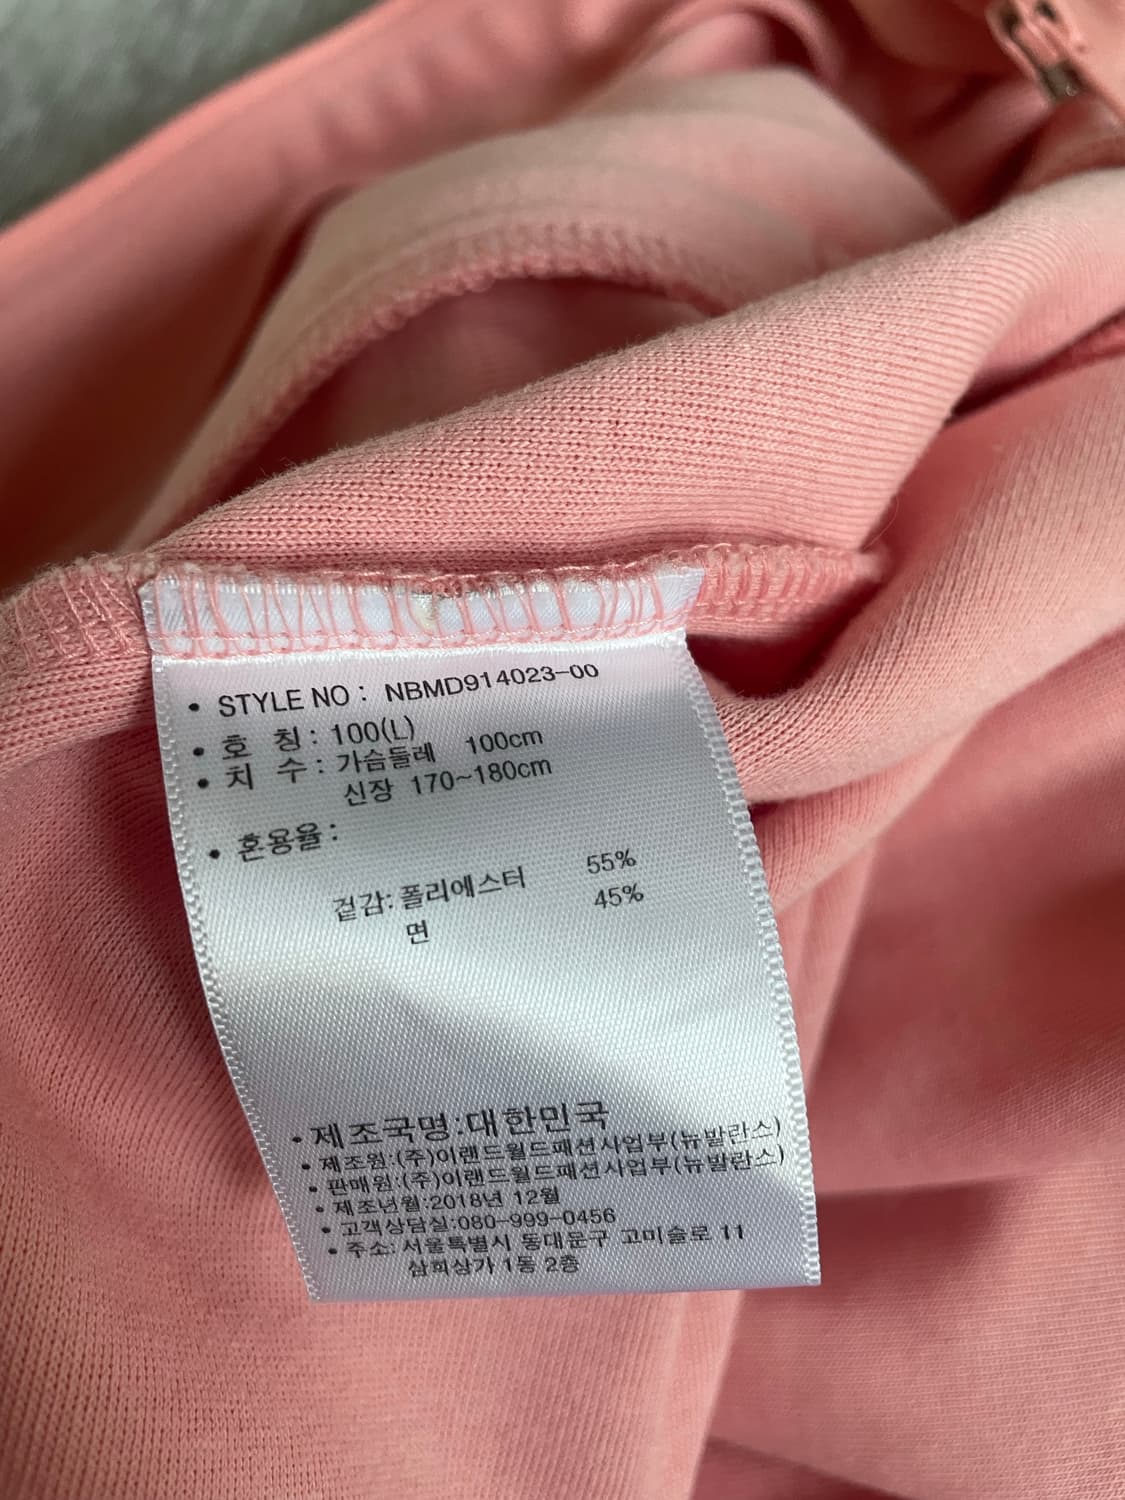 • STYLE NO : NBMD914023-00
• 호 칭 : 100(L)
• 치 수 : 가슴둘레 100cm
신장 170~180cm
• 혼용율 :
겉감: 폴리에스터 55%
면 45%
• 제조국명:대한민국
• 제조원:(주)이랜드월드패션사업부(뉴발란스)
• 판매원:(주)이랜드월드패션사업부(뉴발란스)
• 제조년월:2018년 12월
• 고객상담실:080-999-0456
• 주소: 서울특별시 동대문구 고미술로 11
삼희상가 1동 2층